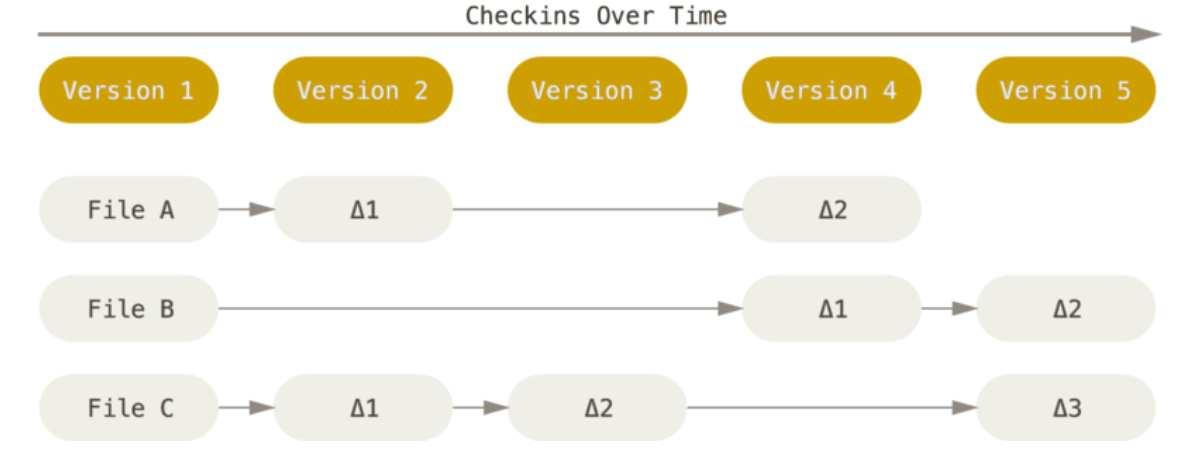 Checkins Over Time
Version 1 Version 2 Version 3 Version 4 Version 5
File A Δ1 Δ2
File B Δ1 Δ2
File C Δ1 Δ2 Δ3